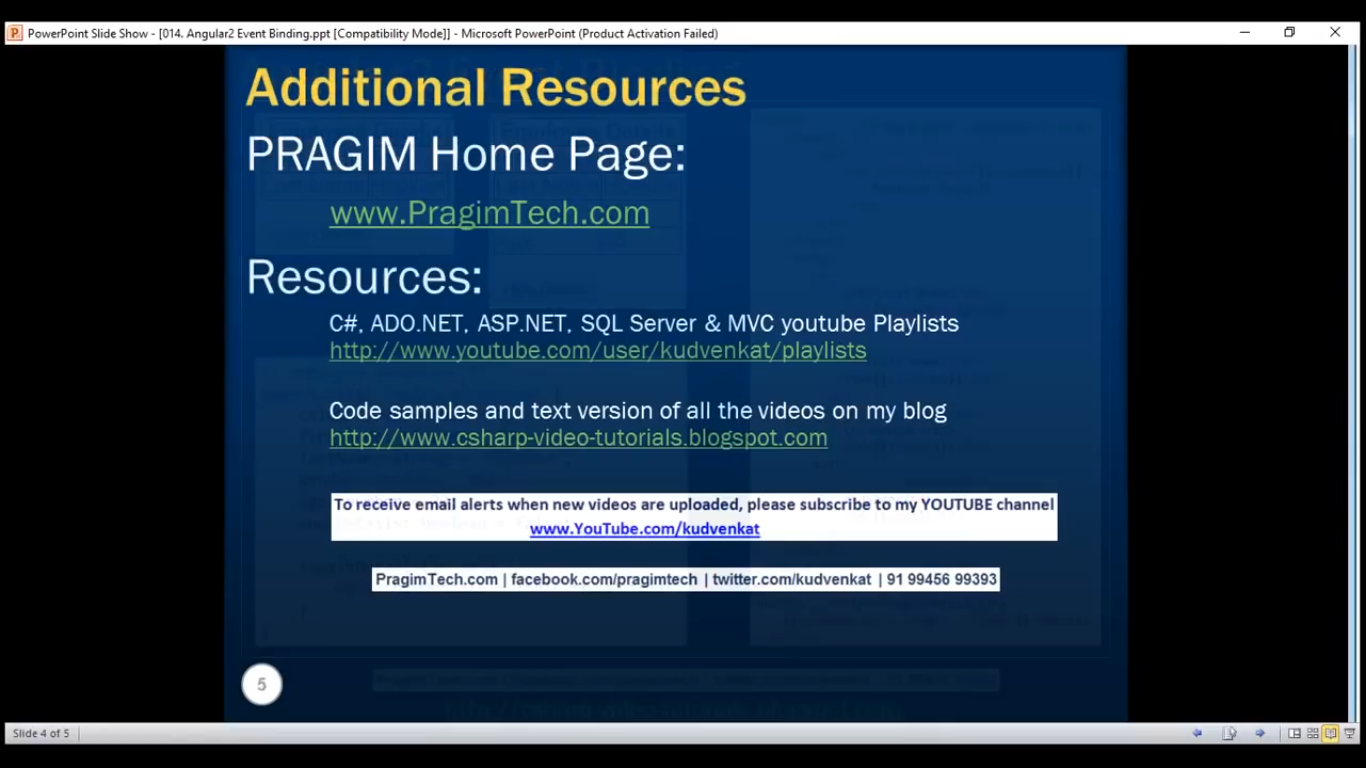 PowerPoint Slide Show - [014. Angular2 Event Binding.ppt [Compatibility Mode]] - Microsoft PowerPoint (Product Activation Failed)
Additional Resources
PRAGIM Home Page:
www.PragimTech.com
Resources:
C#, ADO.NET, ASP.NET, SQL Server & MVC youtube Playlists
http://www.youtube.com/user/kudvenkat/playlists
Code samples and text version of all the videos on my blog
http://www.csharp-video-tutorials.blogspot.com
To receive email alerts when new videos are uploaded, please subscribe to my YOUTUBE channel
www.YouTube.com/kudvenkat
PragimTech.com | facebook.com/pragimtech | twitter.com/kudvenkat | 91 99456 99393
5
Slide 4 of 5